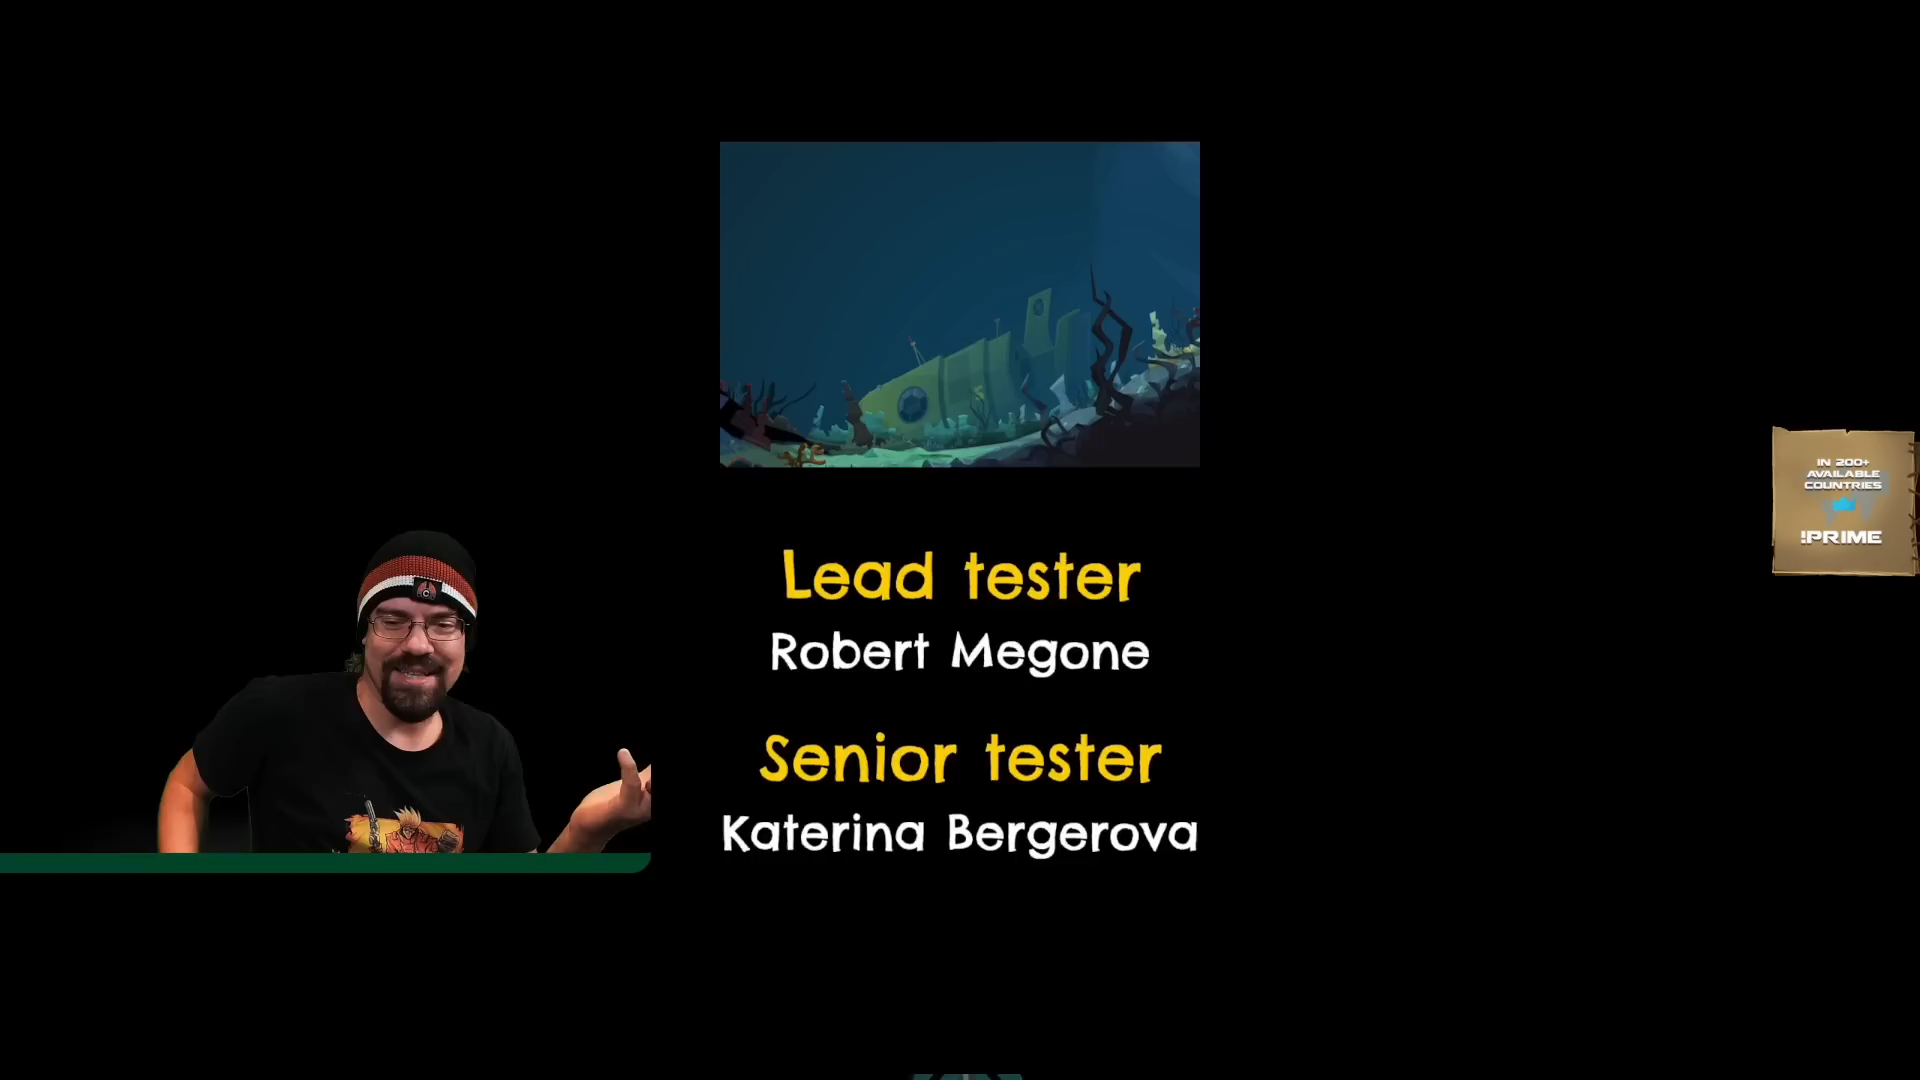 Lead tester
Robert Megone
Senior tester
Katerina Bergerova
IN 200+
AVAILABLE
COUNTRIES
!PRIME